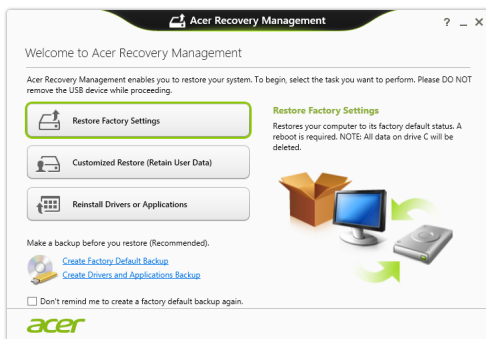 Acer Recovery Management
? _ X
Welcome to Acer Recovery Management
Acer Recovery Management enables you to restore your system. To begin, select the task you want to perform. Please DO NOT
remove the USB device while proceeding.
Restore Factory Settings
Customized Restore (Retain User Data)
Reinstall Drivers or Applications
Restore Factory Settings
Restores your computer to its factory default status. A
reboot is required. NOTE: All data on drive C will be
deleted.
Make a backup before you restore (Recommended).
Create Factory Default Backup
Create Drivers and Applications Backup
Don't remind me to create a factory default backup again.
acer